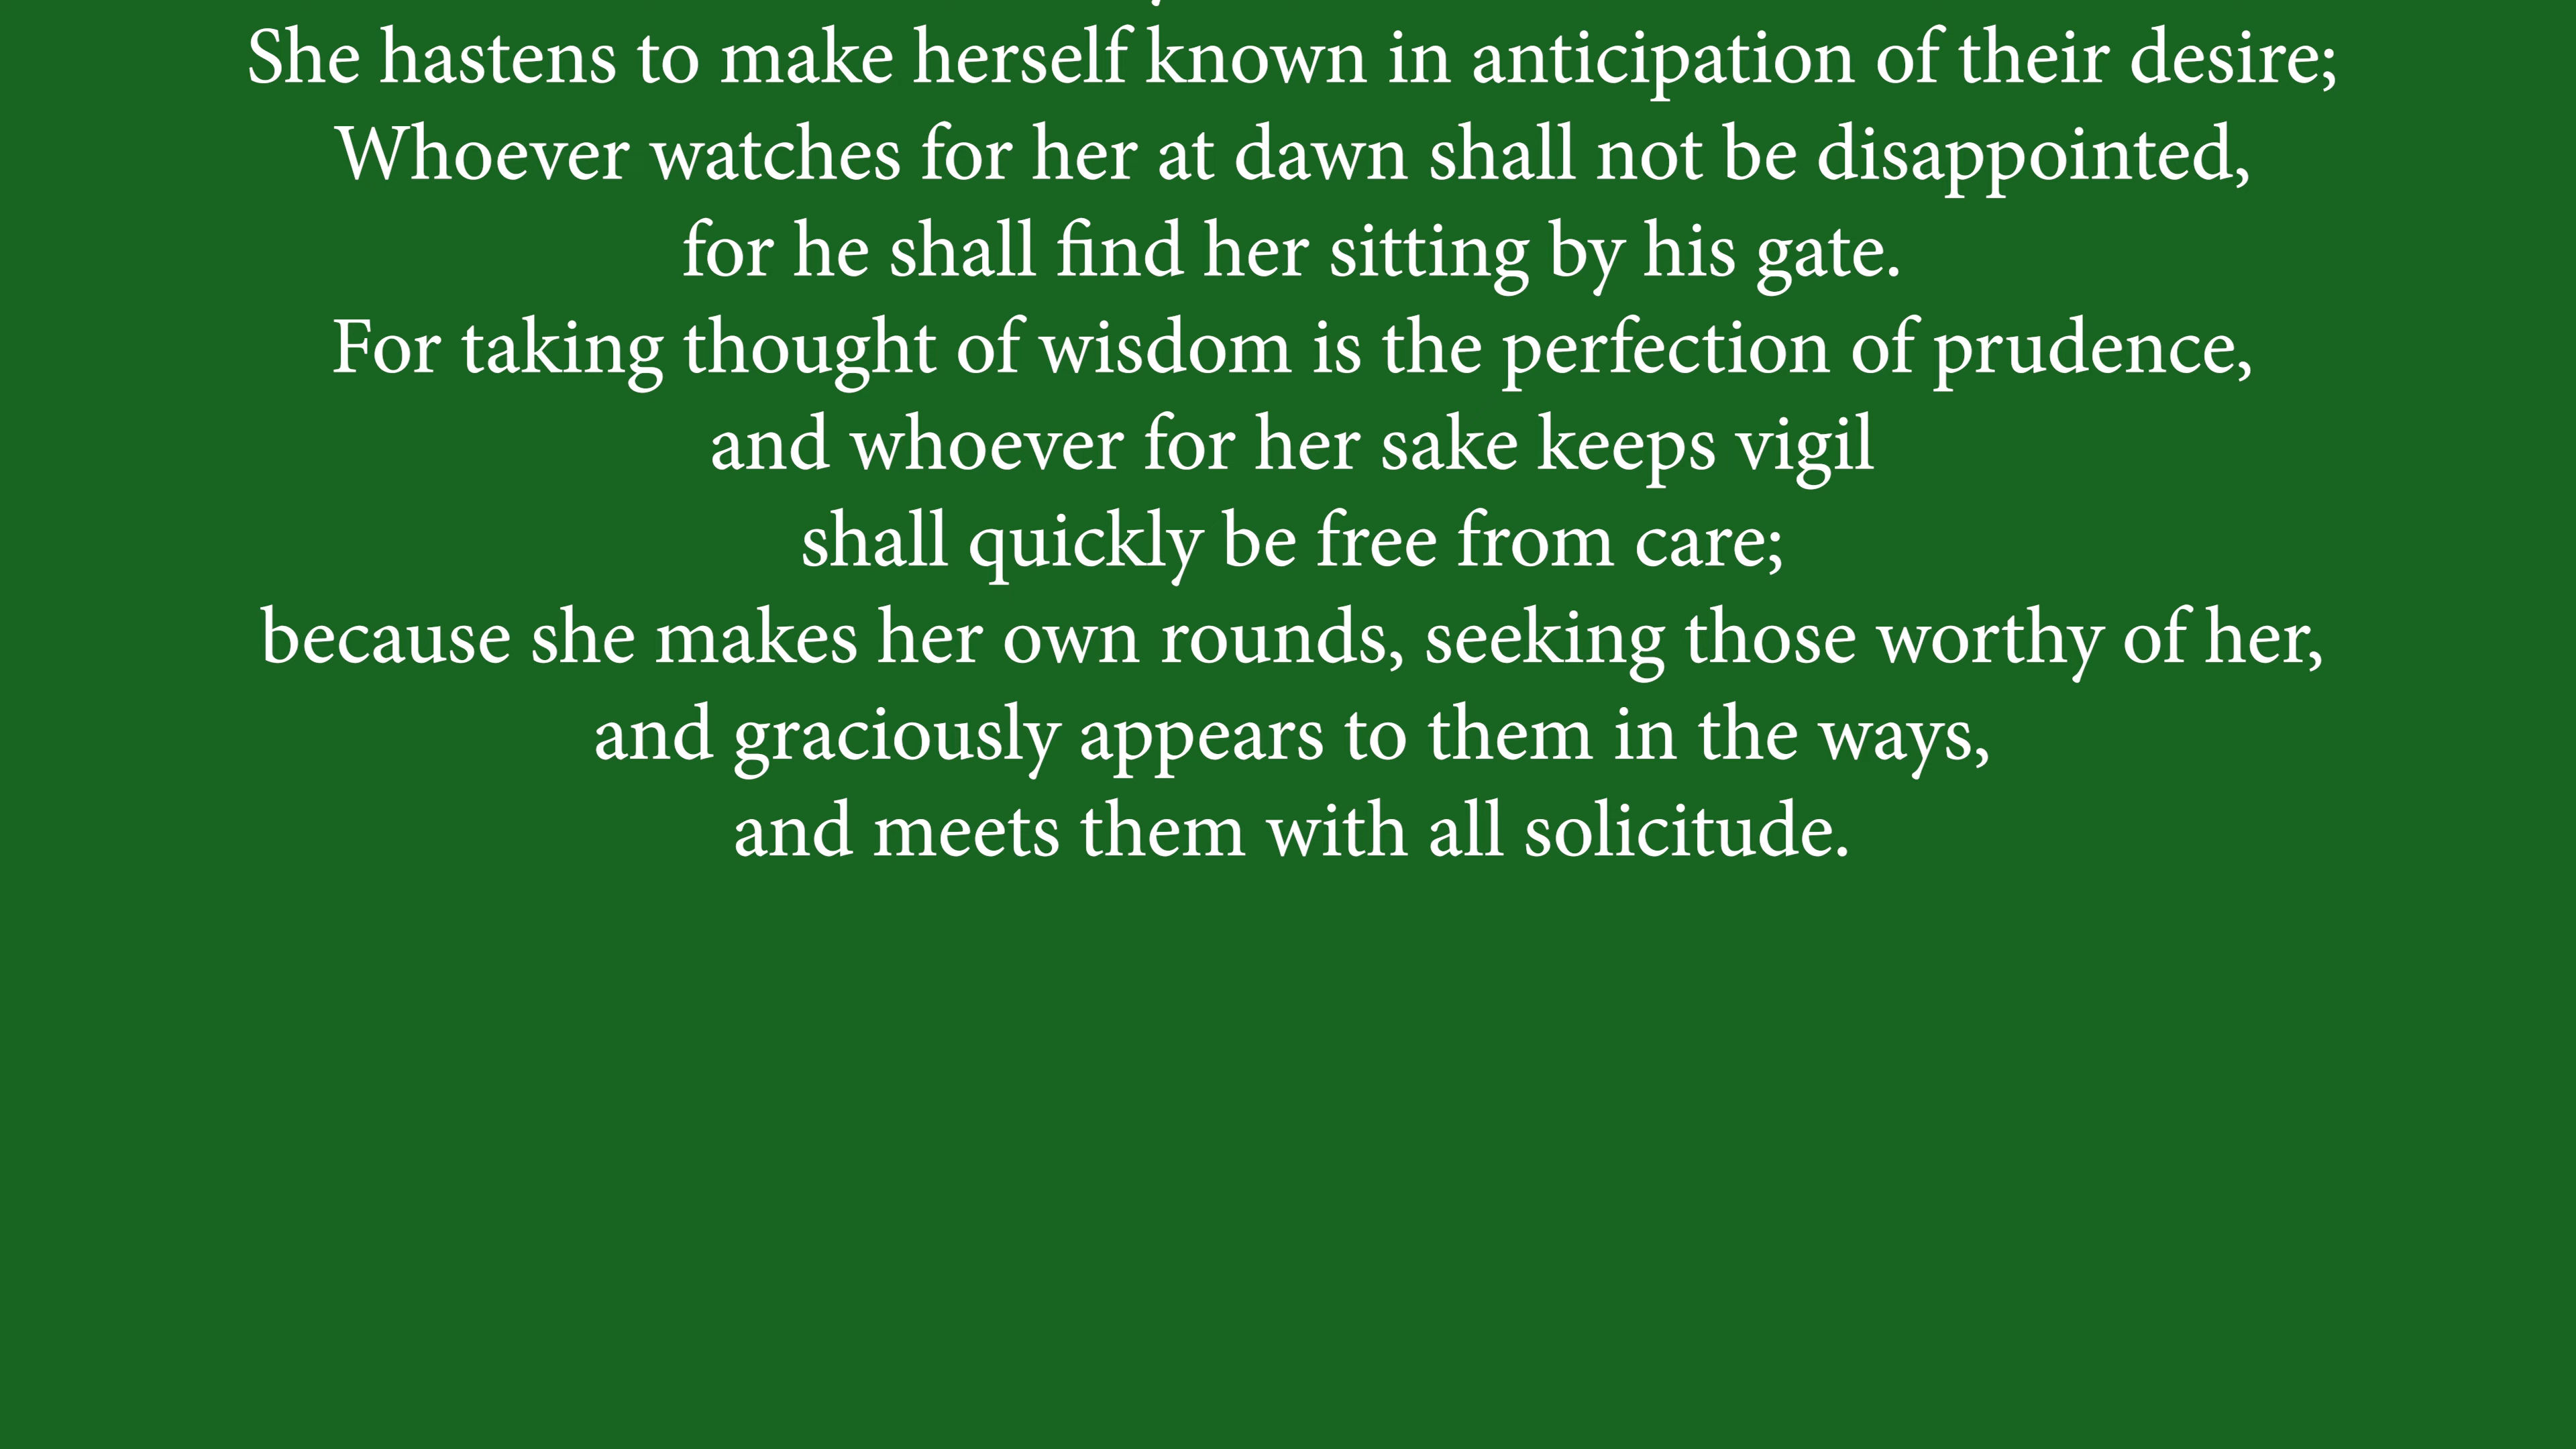 She hastens to make herself known in anticipation of their desire;
Whoever watches for her at dawn shall not be disappointed,
for he shall find her sitting by his gate.
For taking thought of wisdom is the perfection of prudence,
and whoever for her sake keeps vigil
shall quickly be free from care;
because she makes her own rounds, seeking those worthy of her,
and graciously appears to them in the ways,
and meets them with all solicitude.